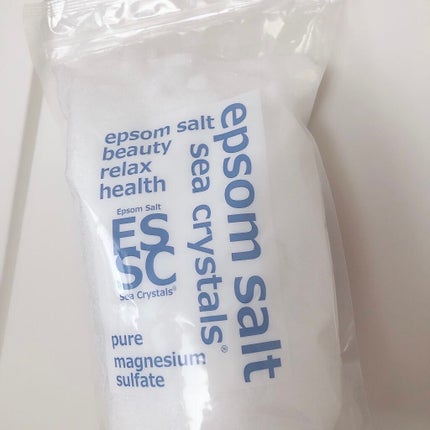 epsom salt
beauty
relax
health
Epsom Salt
ES
SC
Sea Crystals®
pure
magnesium
sulfate
sea crystals®
epsom salt